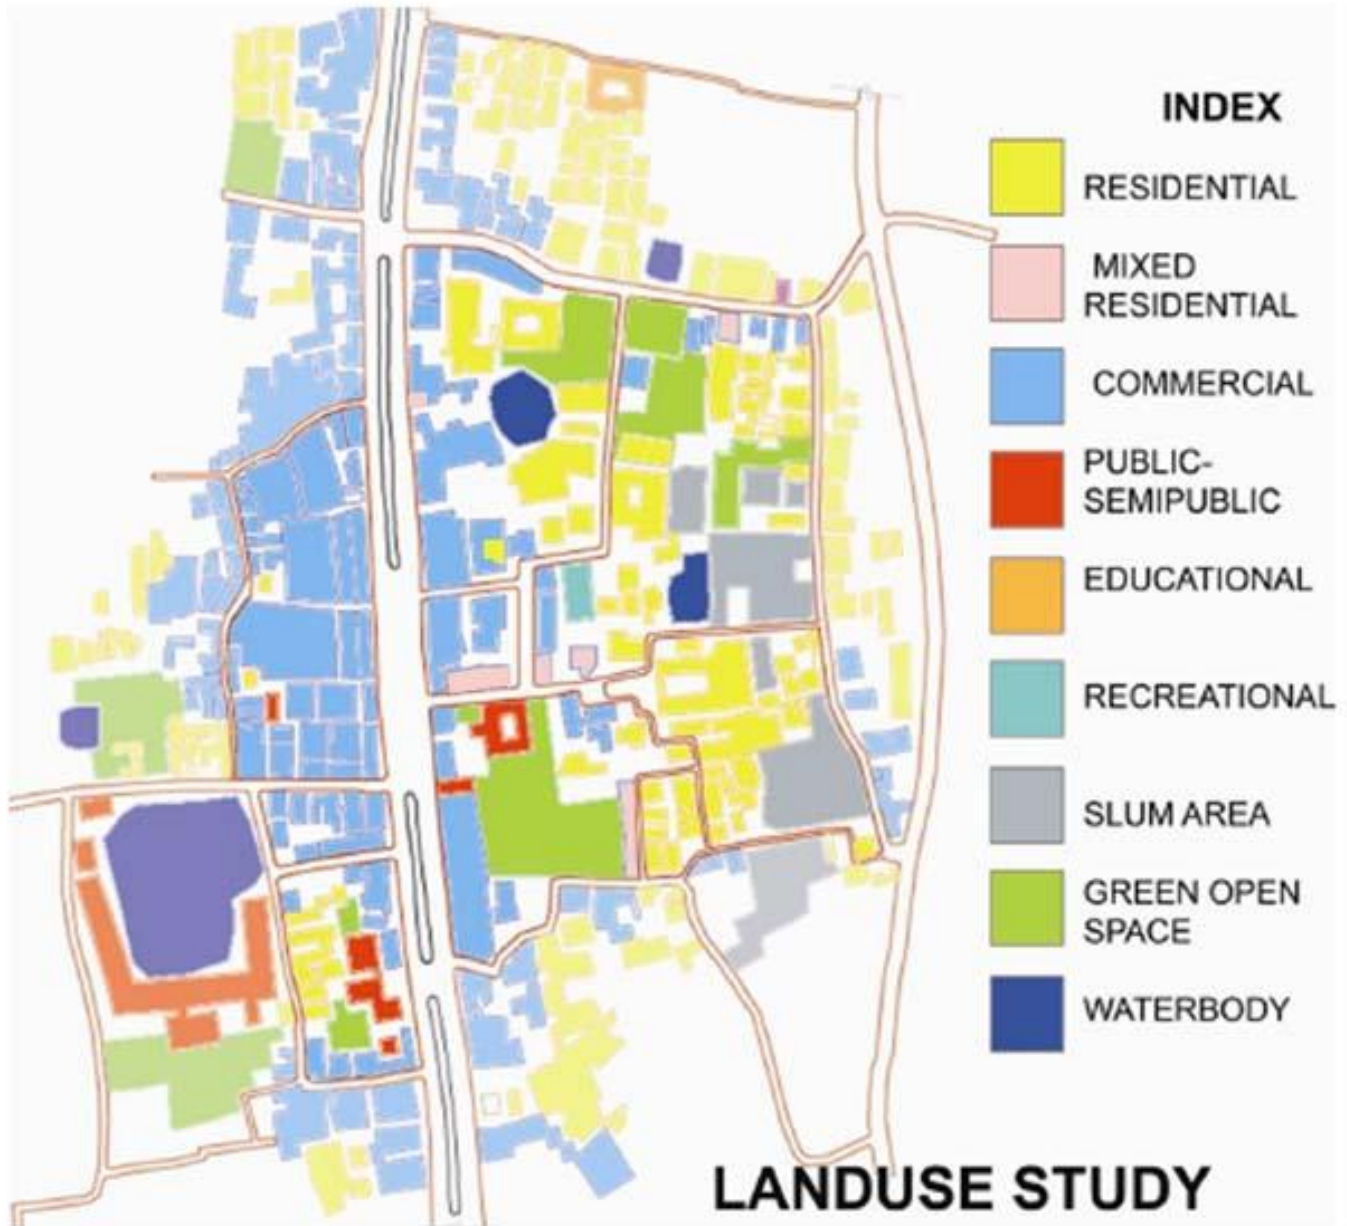 INDEX
RESIDENTIAL
MIXED
RESIDENTIAL
COMMERCIAL
PUBLIC-
SEMIPUBLIC
EDUCATIONAL
RECREATIONAL
SLUM AREA
GREEN OPEN
SPACE
WATERBODY
LANDUSE STUDY